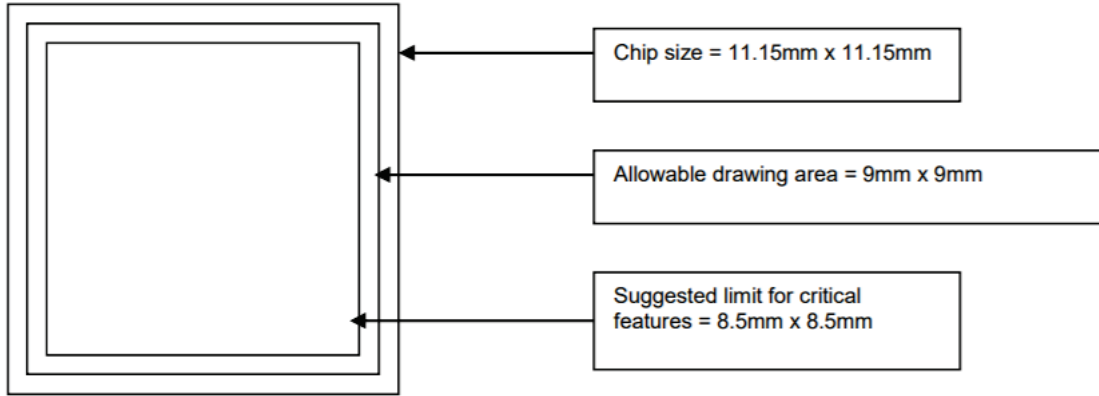 Chip size = 11.15mm x 11.15mm
Allowable drawing area = 9mm x 9mm
Suggested limit for critical
features = 8.5mm x 8.5mm